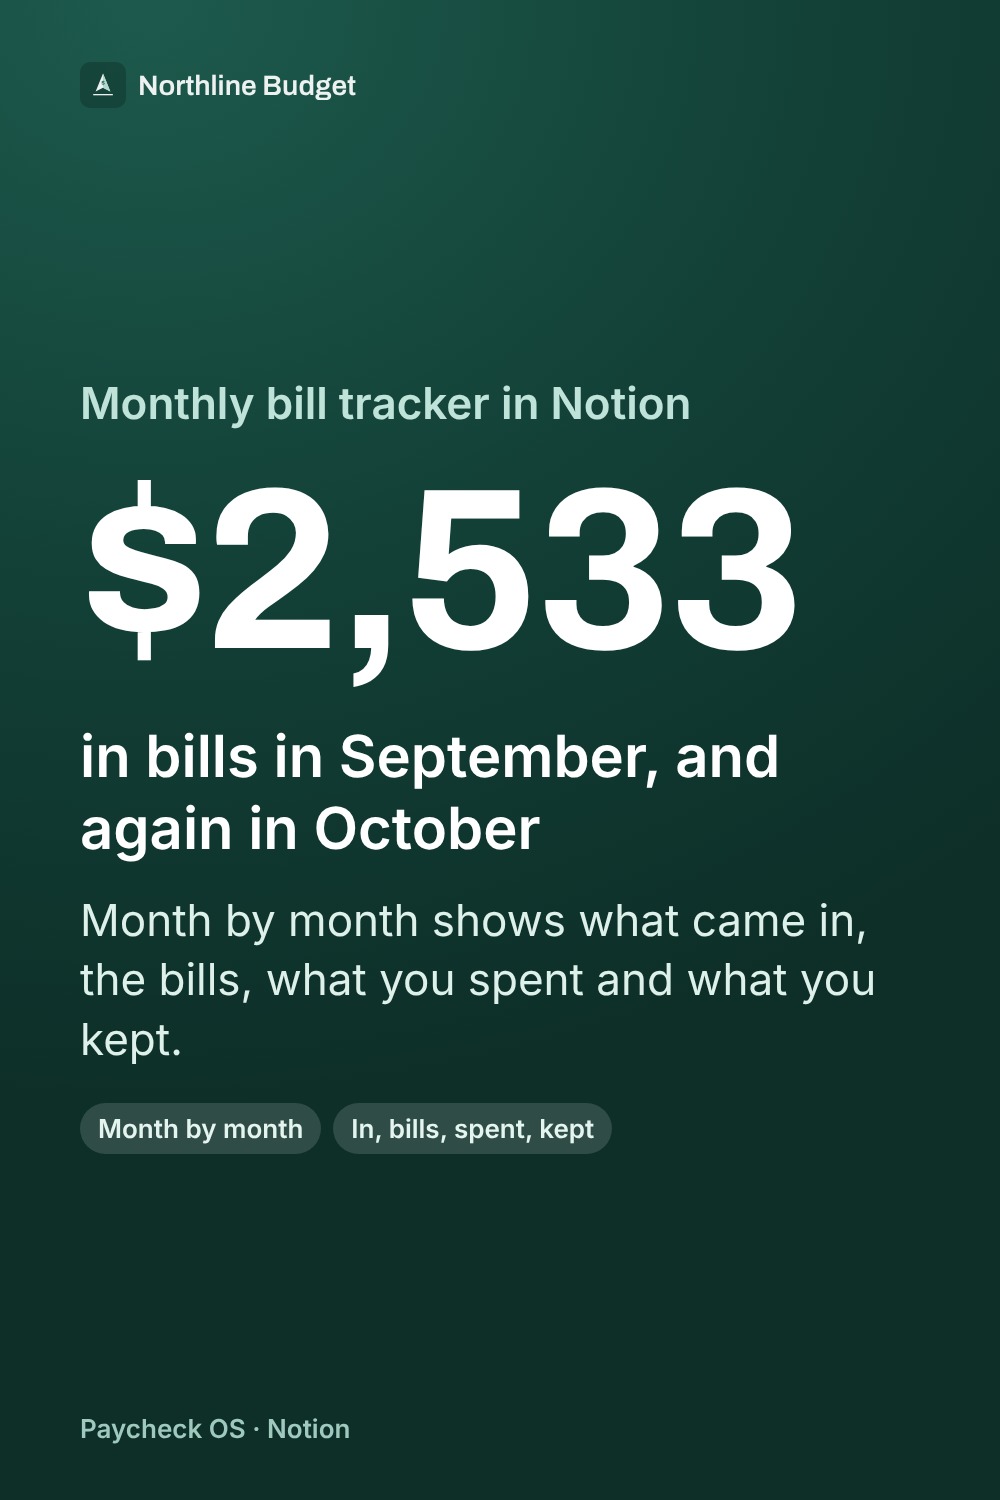 Northline Budget
Monthly bill tracker in Notion
$2,533
in bills in September, and
again in October
Month by month shows what came in,
the bills, what you spent and what you
kept.
Month by month
In, bills, spent, kept
Paycheck OS · Notion